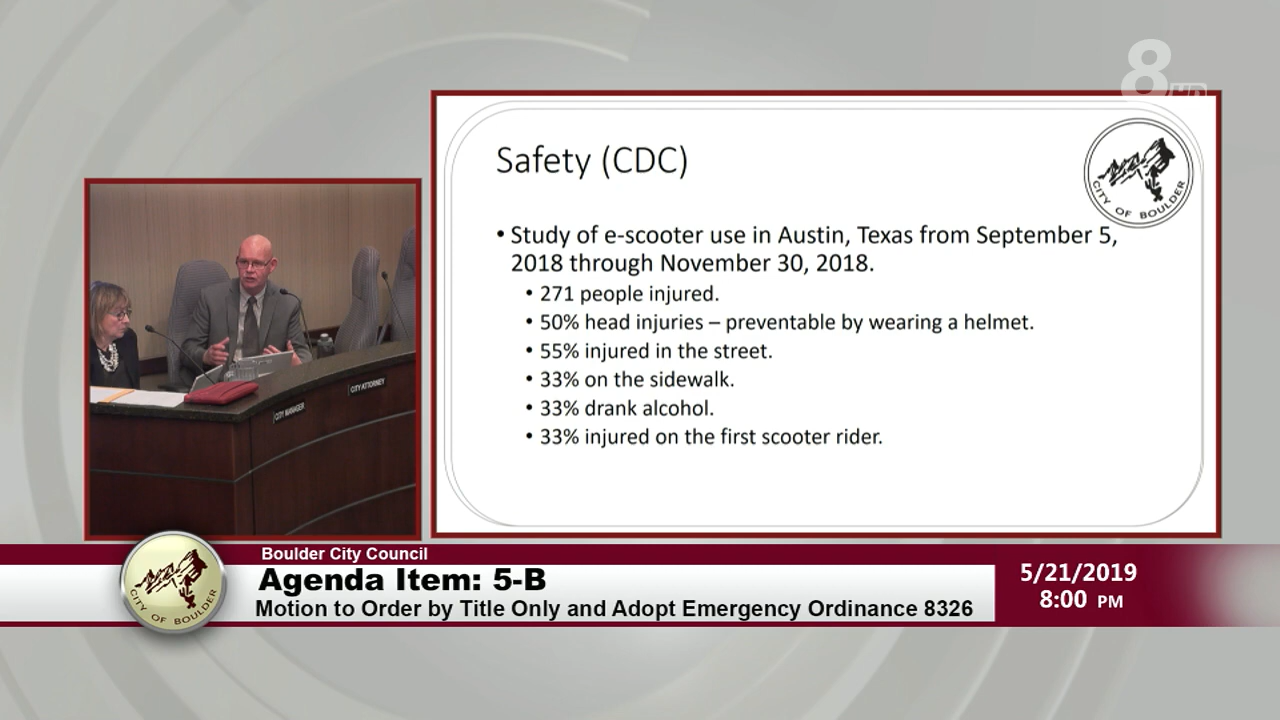 8
HD
Safety (CDC)
CITY OF BOULDER
• Study of e-scooter use in Austin, Texas from September 5,
2018 through November 30, 2018.
• 271 people injured.
• 50% head injuries – preventable by wearing a helmet.
• 55% injured in the street.
• 33% on the sidewalk.
• 33% drank alcohol.
• 33% injured on the first scooter rider.
CITY MANAGER
CITY ATTORNEY
Boulder City Council
Agenda Item: 5-B
Motion to Order by Title Only and Adopt Emergency Ordinance 8326
CITY OF BOULDER
5/21/2019
8:00 PM